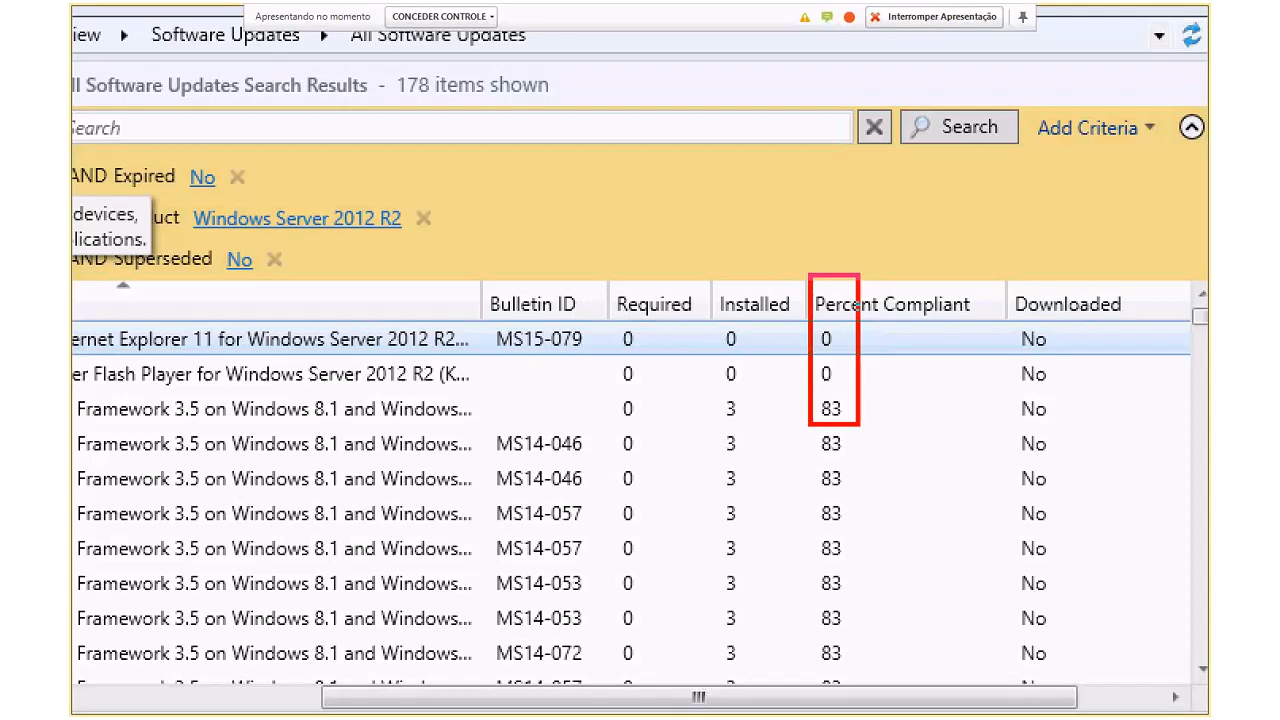 Apresentando no momento CONCEDER CONTROLE Interromper Apresentação
iew Software Updates All Software Updates
ll Software Updates Search Results - 178 items shown
Search Search Add Criteria
AND Expired No
devices, uct Windows Server 2012 R2
lications.
AND Superseded No
Bulletin ID Required Installed Percent Compliant Downloaded
ernet Explorer 11 for Windows Server 2012 R2... MS15-079 0 0 0 No
er Flash Player for Windows Server 2012 R2 (K... 0 0 0 No
Framework 3.5 on Windows 8.1 and Windows... 0 3 83 No
Framework 3.5 on Windows 8.1 and Windows... MS14-046 0 3 83 No
Framework 3.5 on Windows 8.1 and Windows... MS14-046 0 3 83 No
Framework 3.5 on Windows 8.1 and Windows... MS14-057 0 3 83 No
Framework 3.5 on Windows 8.1 and Windows... MS14-057 0 3 83 No
Framework 3.5 on Windows 8.1 and Windows... MS14-053 0 3 83 No
Framework 3.5 on Windows 8.1 and Windows... MS14-053 0 3 83 No
Framework 3.5 on Windows 8.1 and Windows... MS14-072 0 3 83 No